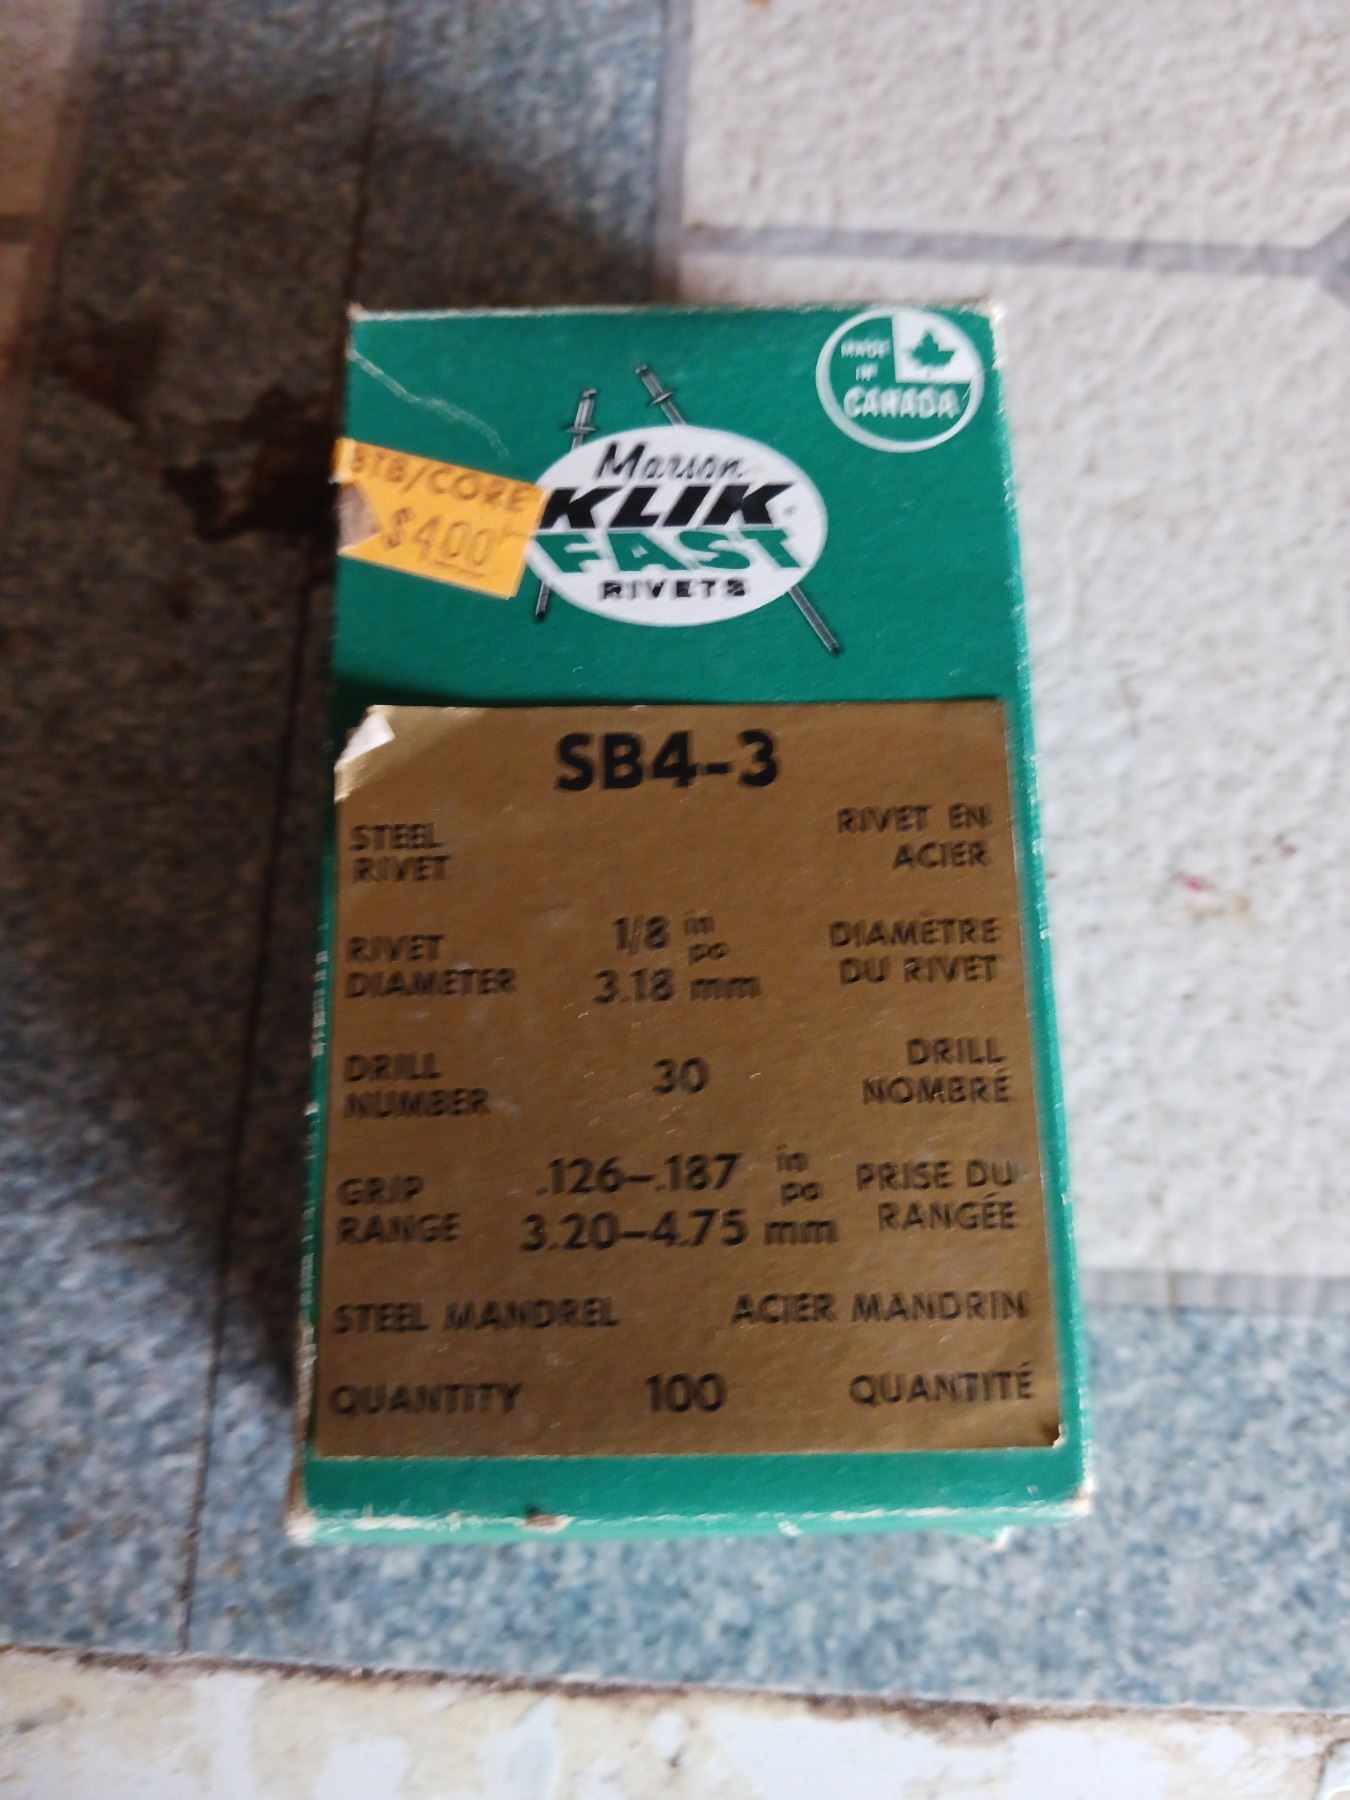 MADE
IN
CANADA
BTB/CORE
$4.00
Marson
KLIK-
FAST
RIVETS
SB4-3
STEEL
RIVET
RIVET EN
ACIER
RIVET
DIAMETER
1/8 in
po
3.18 mm
DIAMÈTRE
DU RIVET
DRILL
NUMBER
30
DRILL
NOMBRÉ
GRIP
RANGE
.126–.187 in
po
3.20–4.75 mm
PRISE DU
RANGÉE
STEEL MANDREL ACIER MANDRIN
QUANTITY 100 QUANTITÉ